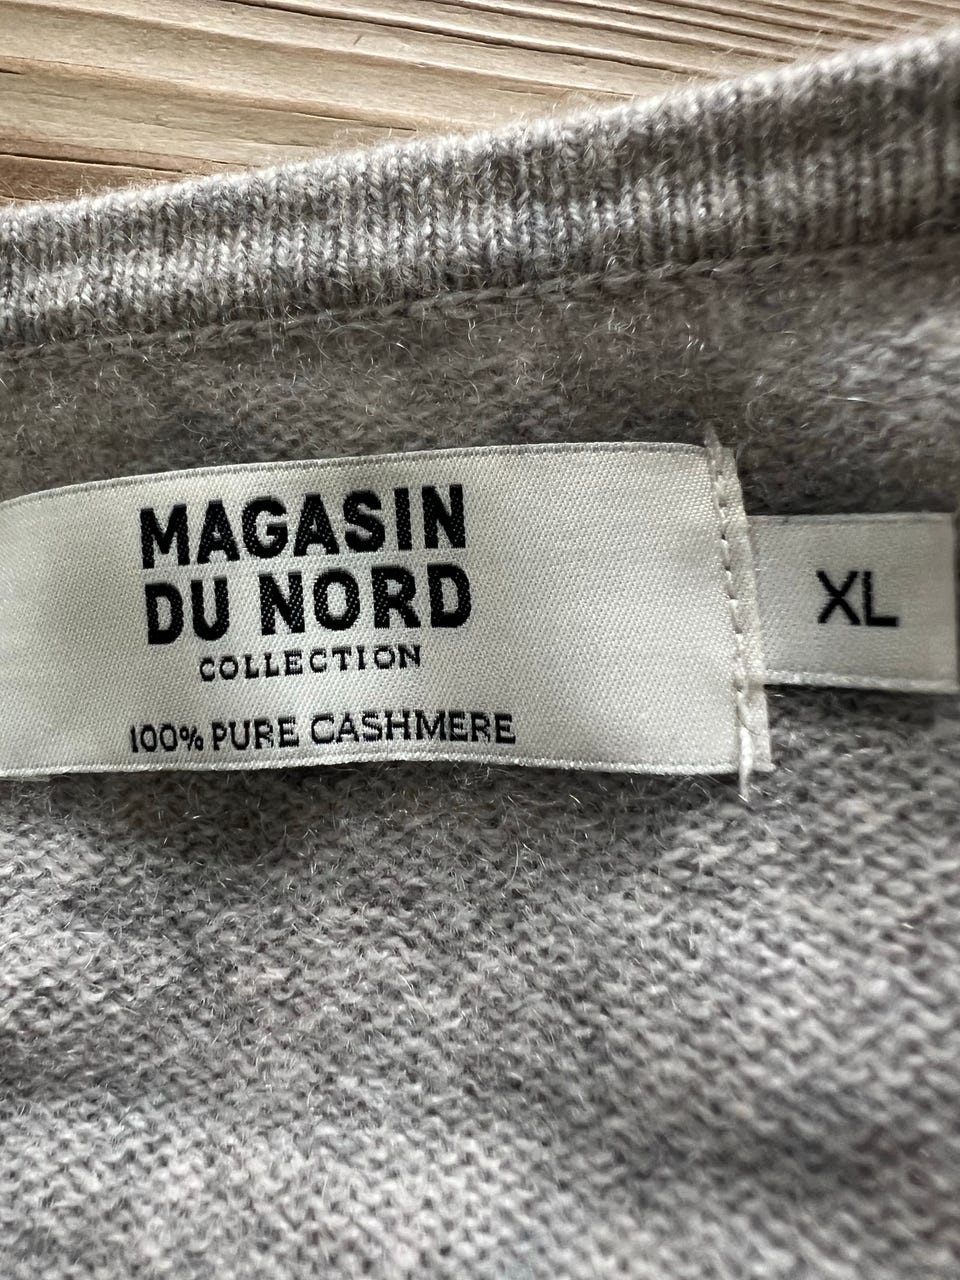 MAGASIN
DU NORD
COLLECTION
100% PURE CASHMERE
XL